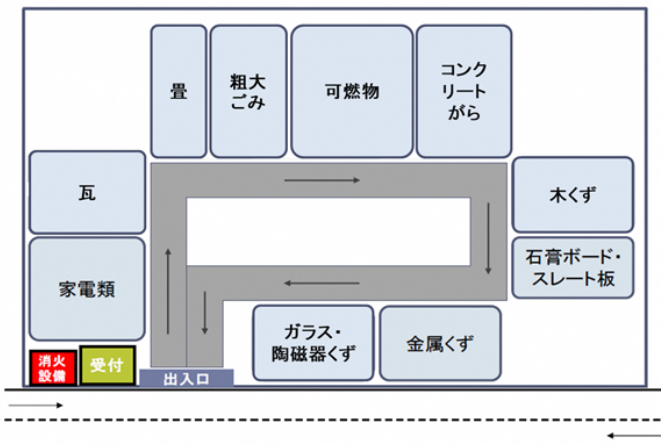 畳
粗大
ごみ
可燃物
コンク
リート
がら
瓦
木くず
家電類
石膏ボード・
スレート板
ガラス・
陶磁器くず
金属くず
消火
設備
受付
出入口